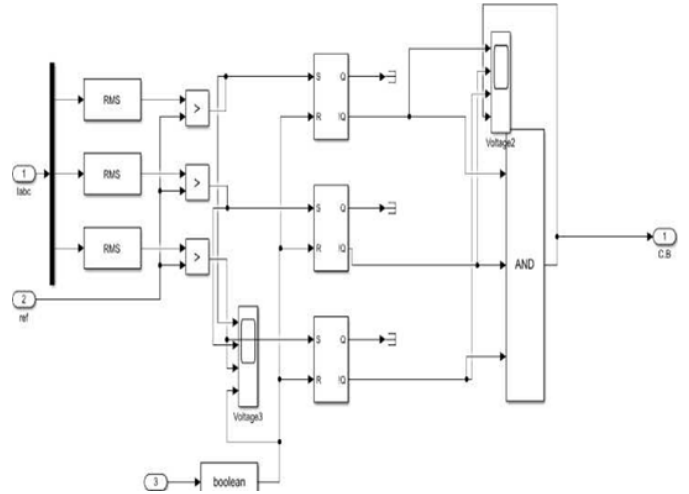 RMS
>
1
Iabc
RMS
>
RMS
>
2
ref
S Q
R !Q
S Q
R !Q
S Q
R !Q
Voltage2
AND
1
C.B
Voltage3
3
boolean